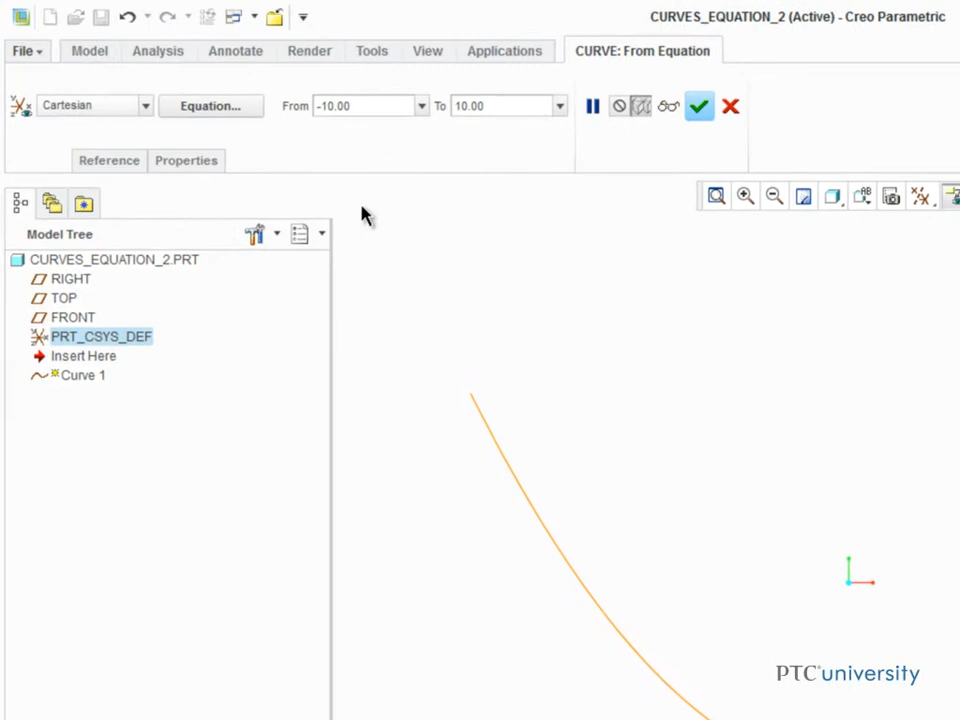 CURVES_EQUATION_2 (Active) - Creo Parametric
File Model Analysis Annotate Render Tools View Applications CURVE: From Equation
Cartesian Equation... From -10.00 To 10.00
Reference Properties
Model Tree
CURVES_EQUATION_2.PRT
RIGHT
TOP
FRONT
PRT_CSYS_DEF
Insert Here
Curve 1
PTC university